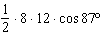 1/2 · 8 · 12 · cos 87°